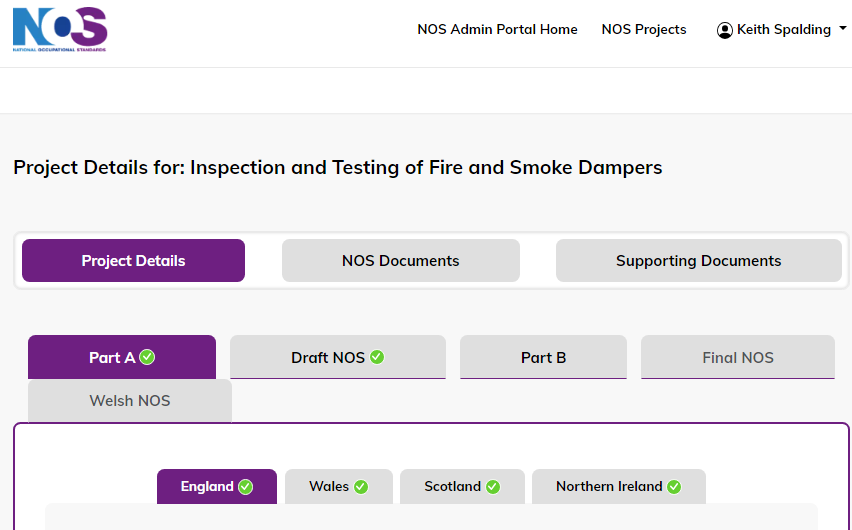 NOS
NATIONAL OCCUPATIONAL STANDARDS
NOS Admin Portal Home NOS Projects Keith Spalding
Project Details for: Inspection and Testing of Fire and Smoke Dampers
Project Details NOS Documents Supporting Documents
Part A Draft NOS Part B Final NOS
Welsh NOS
England Wales Scotland Northern Ireland